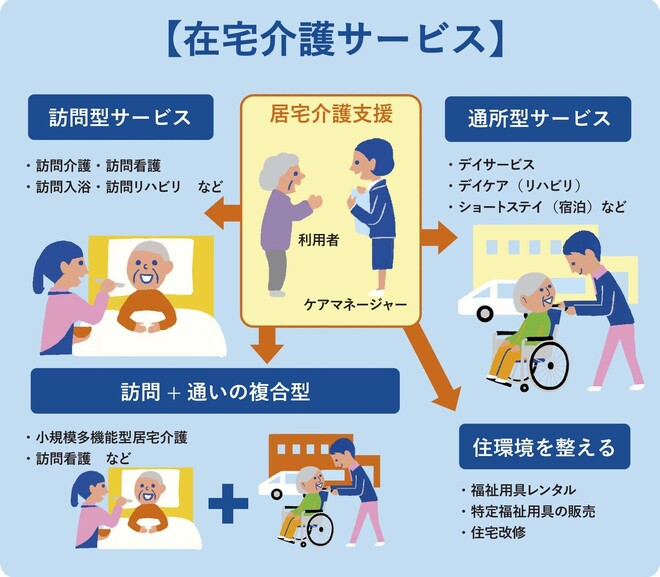 【在宅介護サービス】
訪問型サービス
・訪問介護・訪問看護
・訪問入浴・訪問リハビリ　など
居宅介護支援
利用者
ケアマネージャー
通所型サービス
・デイサービス
・デイケア（リハビリ）
・ショートステイ（宿泊）など
訪問 + 通いの複合型
・小規模多機能型居宅介護
・訪問看護　など
住環境を整える
・福祉用具レンタル
・特定福祉用具の販売
・住宅改修